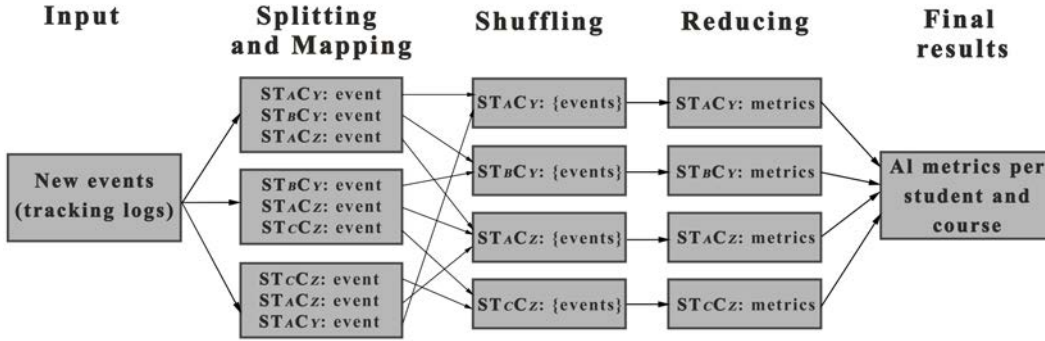 Input
Splitting
and Mapping
Shuffling
Reducing
Final
results
New events
(tracking logs)
STACY: event
STBCY: event
STACZ: event
STBCY: event
STACZ: event
STCCZ: event
STCCZ: event
STACZ: event
STACY: event
STACY: {events}
STBCY: {events}
STACZ: {events}
STCCZ: {events}
STACY: metrics
STBCY: metrics
STACZ: metrics
STCCZ: metrics
Al metrics per
student and
course